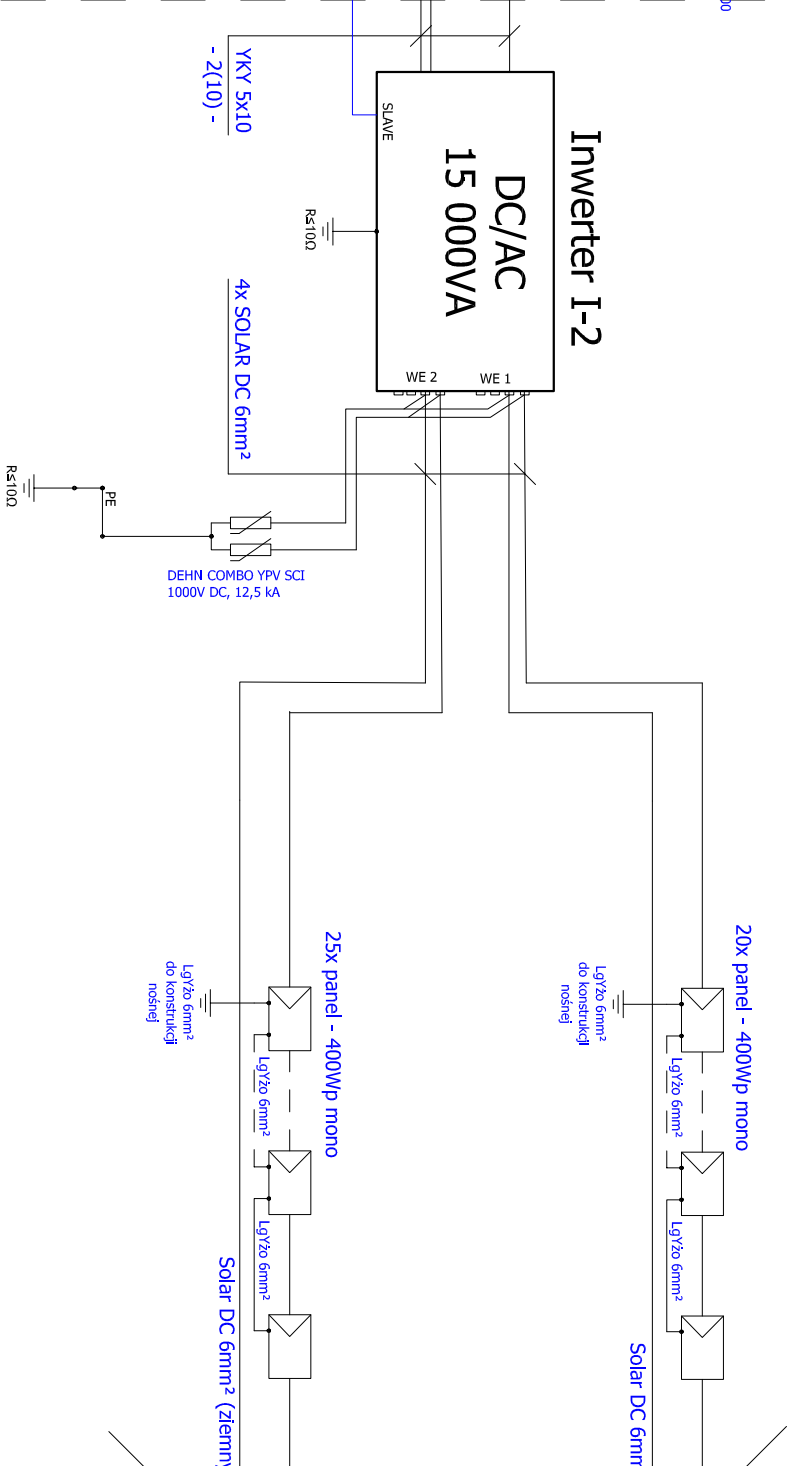 00
YKY 5x10
- 2(10) -
SLAVE
Inwerter I-2
DC/AC
15 000VA
R≤10Ω
4x SOLAR DC 6mm²
WE 2
WE 1
R≤10Ω
PE
DEHN COMBO YPV SCI
1000V DC, 12,5 kA
25x panel - 400Wp mono
LgYżo 6mm²
do konstrukcji
nośnej
LgYżo 6mm²
LgYżo 6mm²
Solar DC 6mm² (ziemny
20x panel - 400Wp mono
LgYżo 6mm²
do konstrukcji
nośnej
LgYżo 6mm²
LgYżo 6mm²
Solar DC 6mm